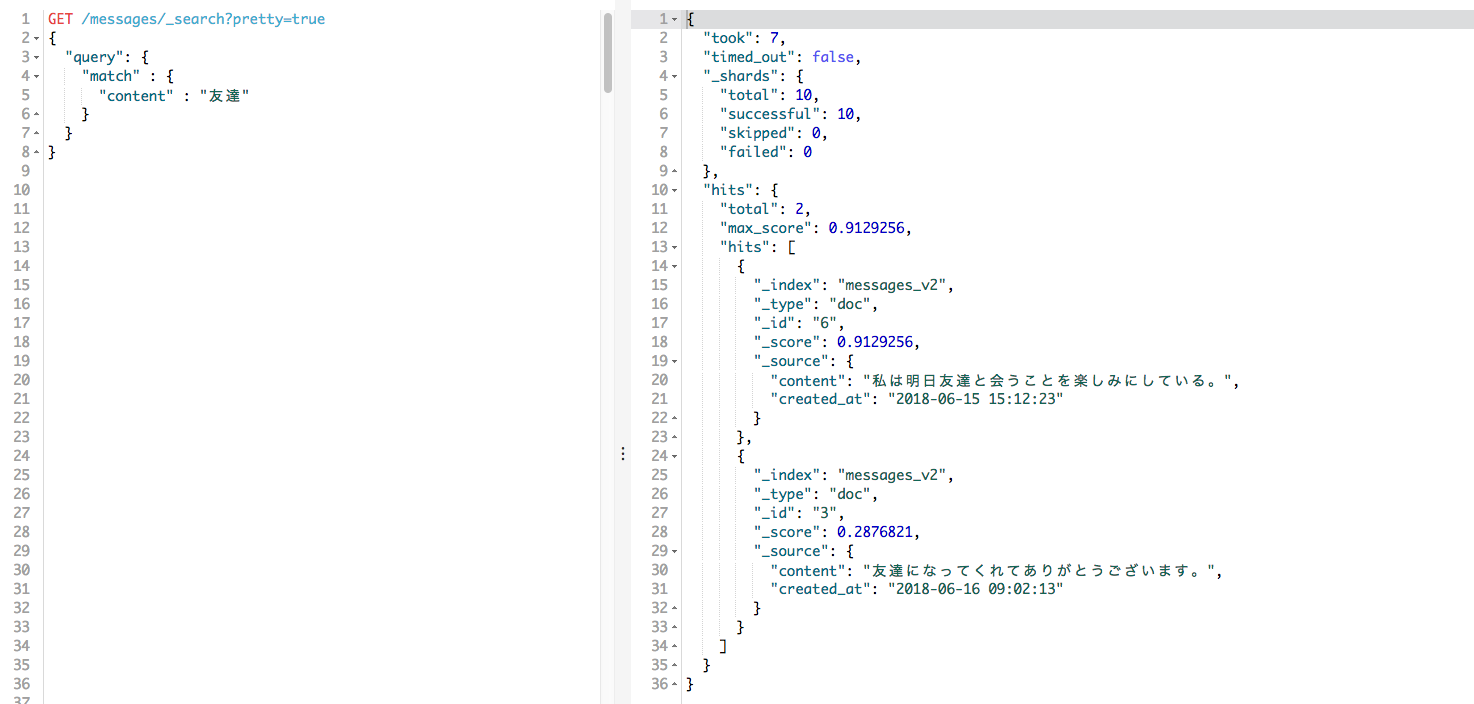 1 GET /messages/_search?pretty=true
2 {
3 "query": {
4 "match" : {
5 "content" : "友達"
6 }
7 }
8 }
9
10
11
12
13
14
15
16
17
18
19
20
21
22
23
24
25
26
27
28
29
30
31
32
33
34
35
36
37
1 {
2 "took": 7,
3 "timed_out": false,
4 "_shards": {
5 "total": 10,
6 "successful": 10,
7 "skipped": 0,
8 "failed": 0
9 },
10 "hits": {
11 "total": 2,
12 "max_score": 0.9129256,
13 "hits": [
14 {
15 "_index": "messages_v2",
16 "_type": "doc",
17 "_id": "6",
18 "_score": 0.9129256,
19 "_source": {
20 "content": "私は明日友達と会うことを楽しみにしている。",
21 "created_at": "2018-06-15 15:12:23"
22 }
23 },
24 {
25 "_index": "messages_v2",
26 "_type": "doc",
27 "_id": "3",
28 "_score": 0.2876821,
29 "_source": {
30 "content": "友達になってくれてありがとうございます。",
31 "created_at": "2018-06-16 09:02:13"
32 }
33 }
34 ]
35 }
36 }